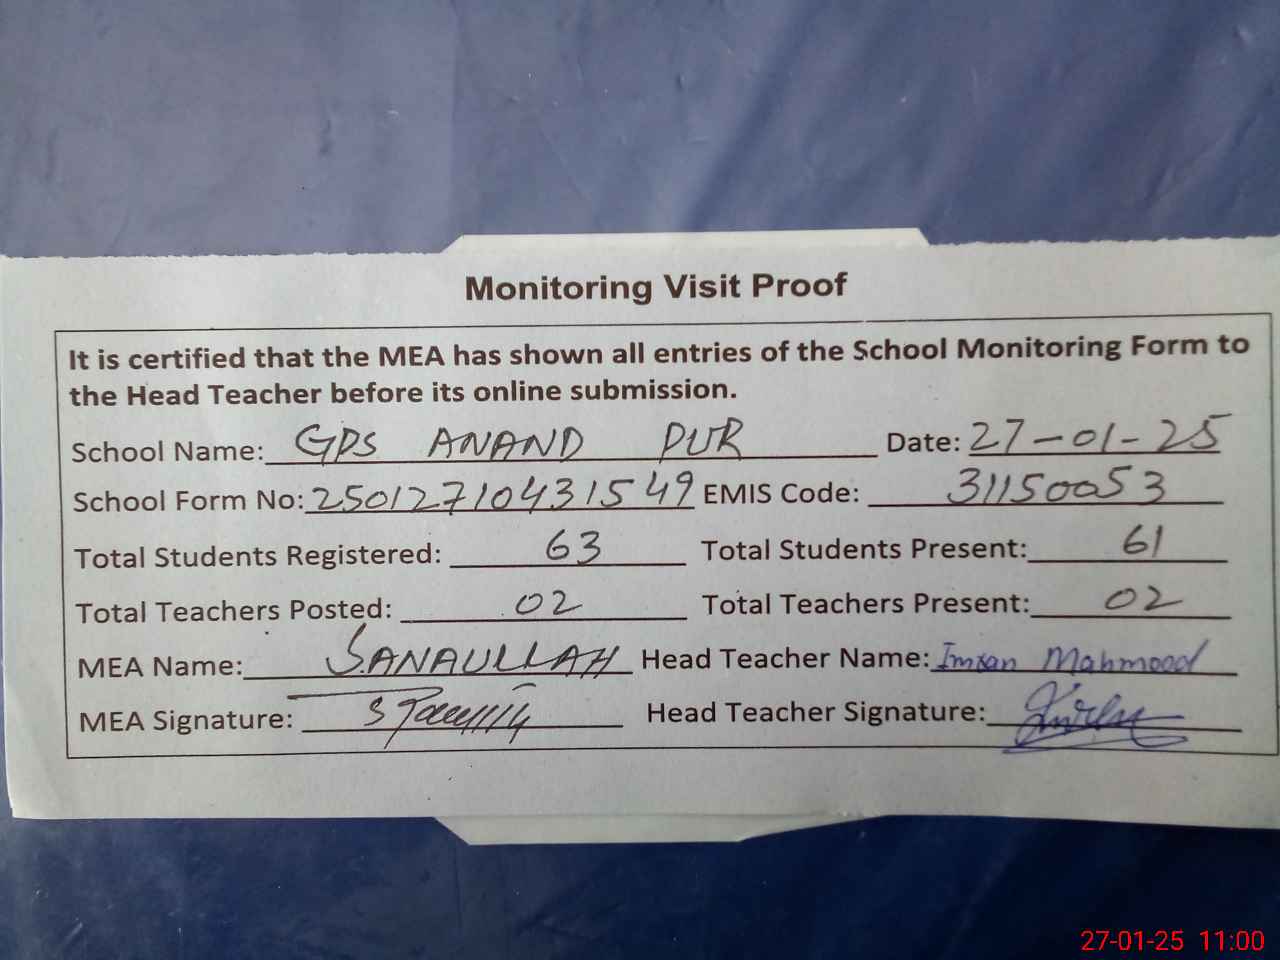 Monitoring Visit Proof
It is certified that the MEA has shown all entries of the School Monitoring Form to
the Head Teacher before its online submission.
School Name: GPS ANAND PUR Date: 27-01-25
School Form No: 25012710431549 EMIS Code: 31150053
Total Students Registered: 63 Total Students Present: 61
Total Teachers Posted: 02 Total Teachers Present: 02
MEA Name: SANAULLAH Head Teacher Name: Imran Mahmood
MEA Signature: Head Teacher Signature:
27-01-25 11:00